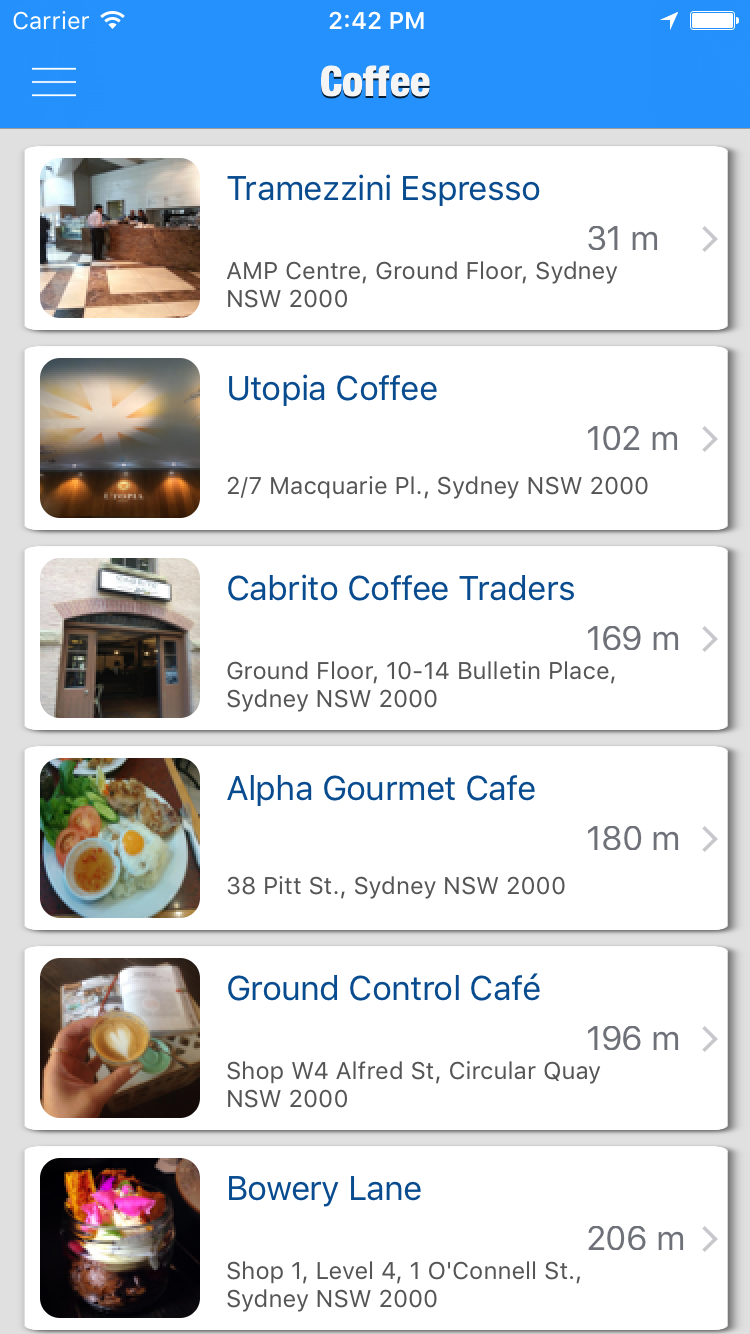 Carrier 2:42 PM
Coffee
Tramezzini Espresso
31 m
AMP Centre, Ground Floor, Sydney
NSW 2000
Utopia Coffee
102 m
UTOPIA
2/7 Macquarie Pl., Sydney NSW 2000
Cabrito Coffee Traders
169 m
Ground Floor, 10-14 Bulletin Place,
Sydney NSW 2000
Alpha Gourmet Cafe
180 m
38 Pitt St., Sydney NSW 2000
Ground Control Café
196 m
Shop W4 Alfred St, Circular Quay
NSW 2000
Bowery Lane
206 m
Shop 1, Level 4, 1 O'Connell St.,
Sydney NSW 2000